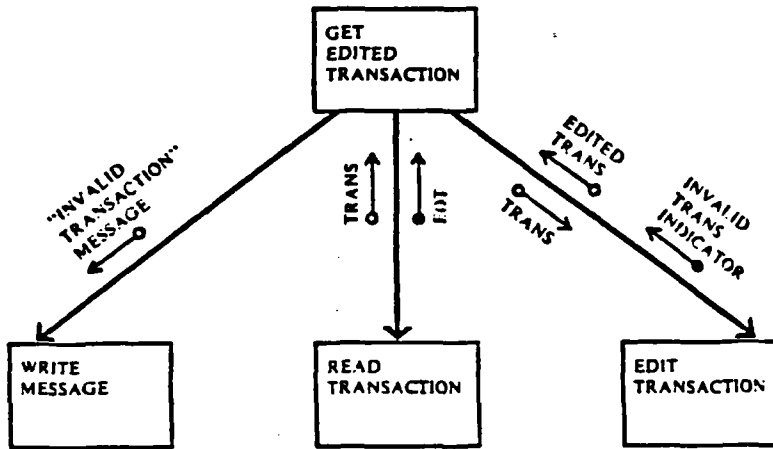 GET
EDITED
TRANSACTION
"INVALID
TRANSACTION"
MESSAGE
TRANS
EOT
EDITED
TRANS
TRANS
INVALID
TRANS
INDICATOR
WRITE
MESSAGE
READ
TRANSACTION
EDIT
TRANSACTION